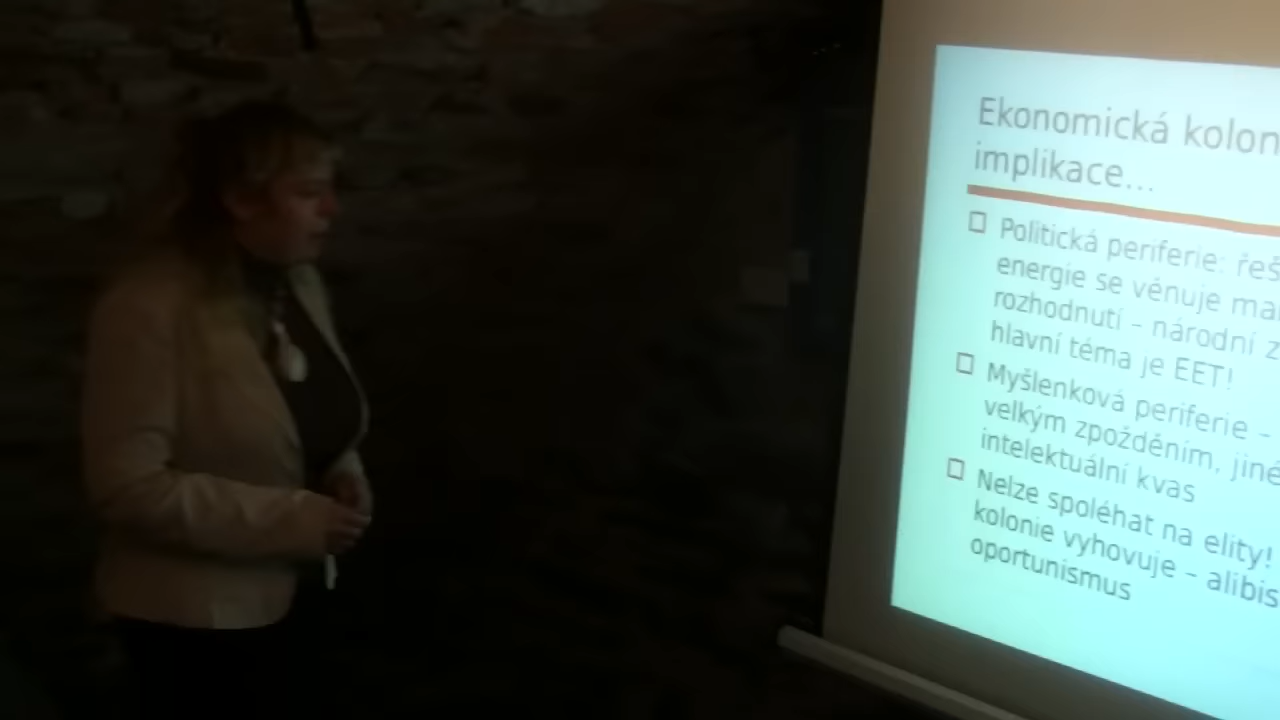 Ekonomická kolon
implikace...
Politická periferie: řeš
energie se věnuje mar
rozhodnutí – národní z
hlavní téma je EET!
Myšlenková periferie –
velkým zpožděním, jiné
intelektuální kvas
Nelze spoléhat na elity!
kolonie vyhovuje – alibis
oportunismus